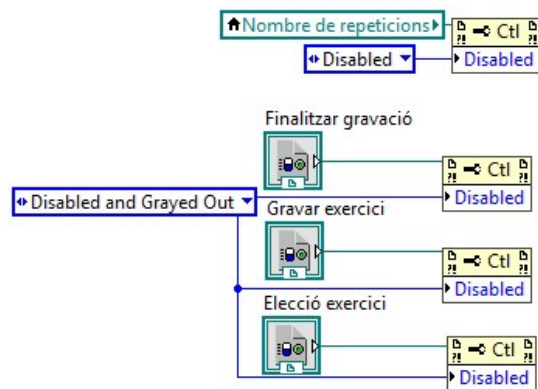 Nombre de repeticions
Ctl
Disabled
Disabled
Finalitzar gravació
Ctl
Disabled and Grayed Out
Disabled
Gravar exercici
Ctl
Disabled
Elecció exercici
Ctl
Disabled